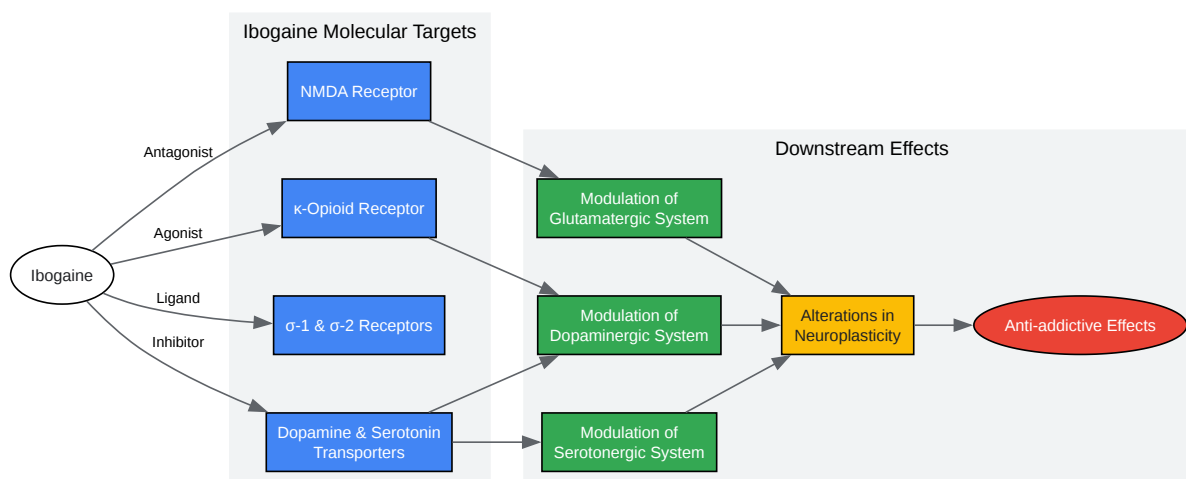 Ibogaine Molecular Targets
NMDA Receptor
Antagonist
Downstream Effects
κ-Opioid Receptor
Modulation of
Glutamatergic System
Agonist
Ibogaine
Ligand
σ-1 & σ-2 Receptors
Modulation of
Dopaminergic System
Alterations in
Neuroplasticity
Anti-addictive Effects
Inhibitor
Dopamine & Serotonin
Transporters
Modulation of
Serotonergic System